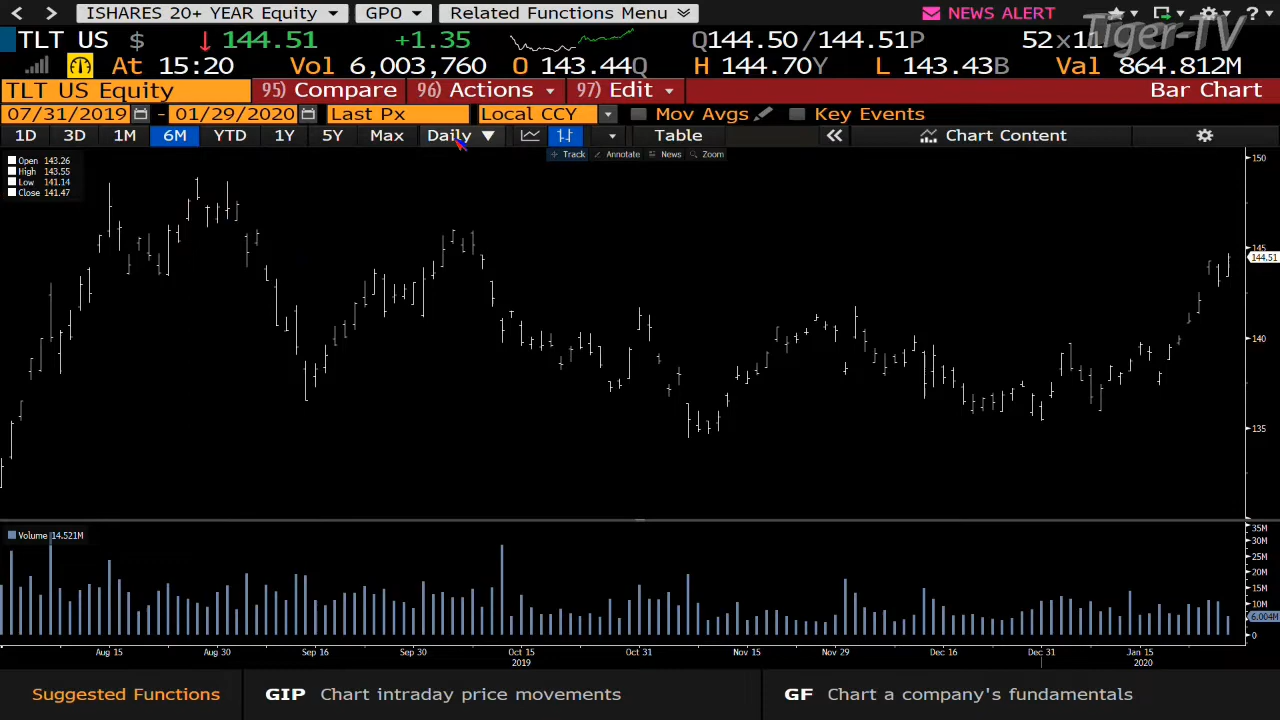 ISHARES 20+ YEAR Equity GPO Related Functions Menu NEWS ALERT
Tiger-TV
TLT US $ 144.51 +1.35 Q144.50/144.51P
At 15:20 Vol 6,003,760 O 143.44Q H 144.70Y L 143.43B Val 864.812M
TLT US Equity 95) Compare 96) Actions 97) Edit Bar Chart
07/31/2019 - 01/29/2020 Last Px Local CCY Mov Avgs Key Events
1D 3D 1M 6M YTD 1Y 5Y Max Daily ▼ Table « Chart Content
Track Annotate News Zoom
Open 143.26
High 143.55
Low 141.14
Close 141.47
150
145
144.51
140
135
Volume 14.521M
35M
30M
25M
20M
15M
10M
6.004M
0
Aug 15 Aug 30 Sep 16 Sep 30 Oct 15 Oct 31 Nov 15 Nov 29 Dec 16 Dec 31 Jan 15
2019 2020
Suggested Functions GIP Chart intraday price movements GF Chart a company's fundamentals